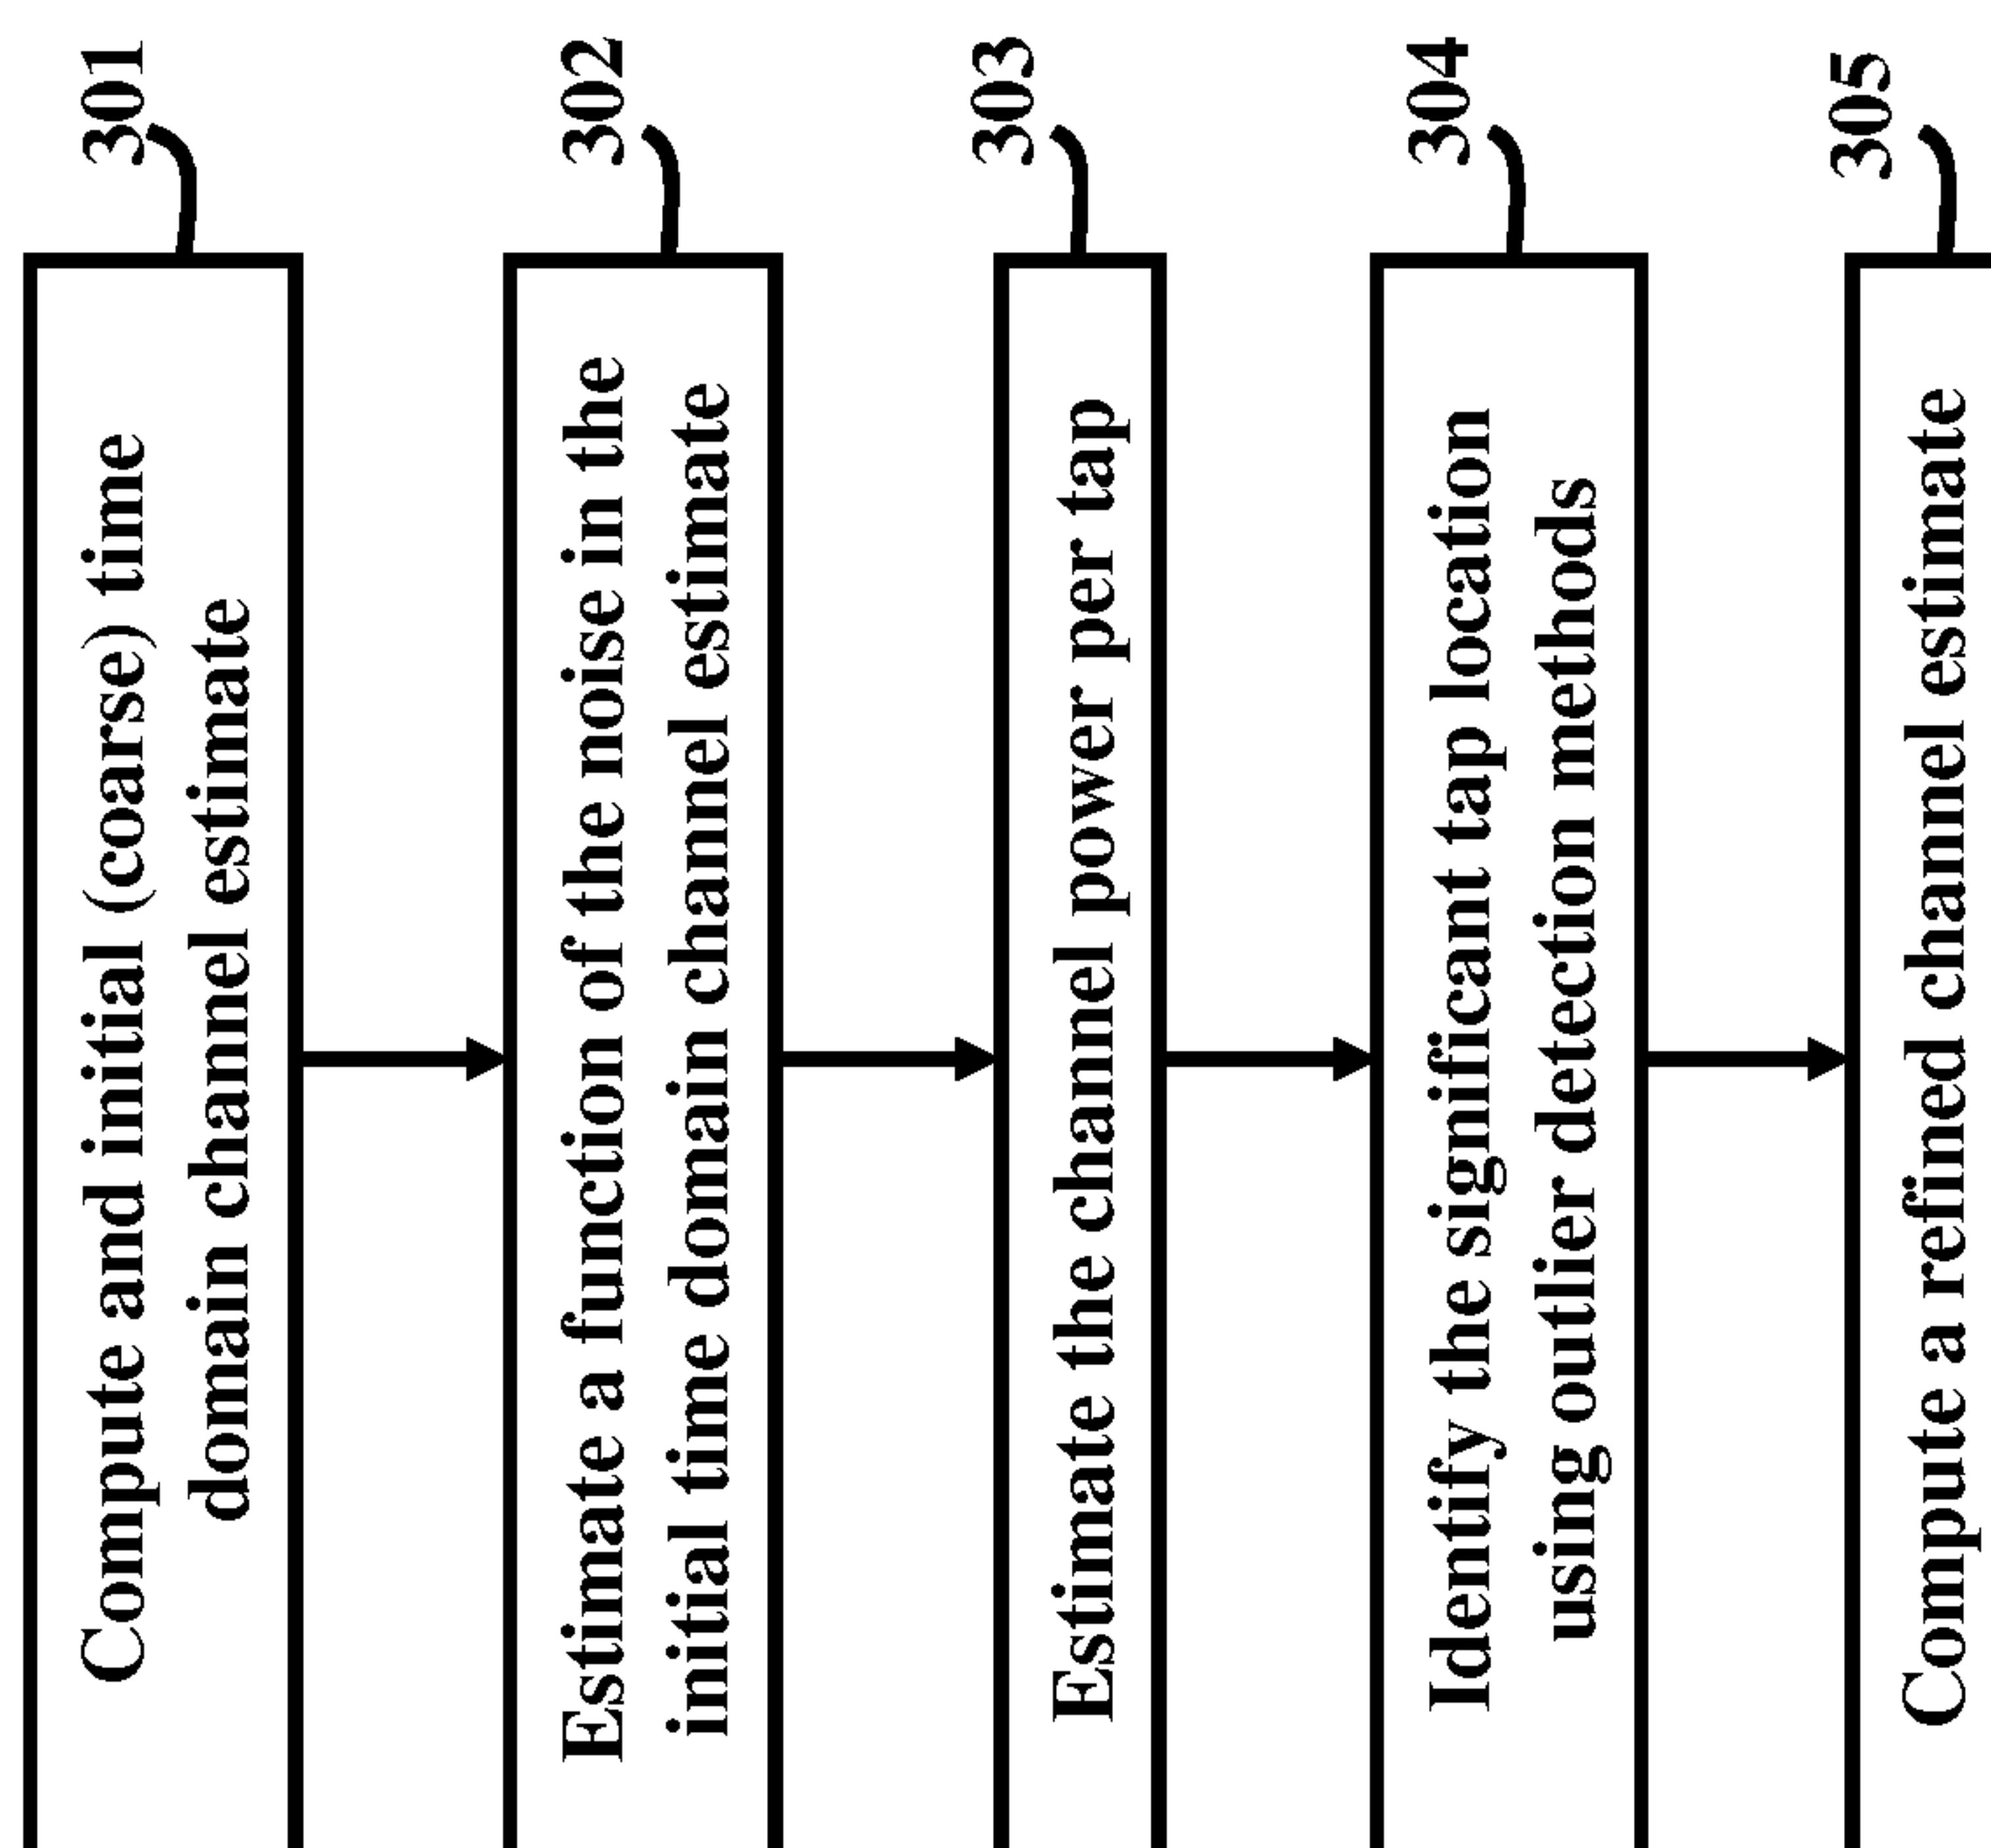 301
Compute and initial (coarse) time
domain channel estimate
302
Estimate a function of the noise in the
initial time domain channel estimate
303
Estimate the channel power per tap
304
Identify the significant tap location
using outlier detection methods
305
Compute a refined channel estimate